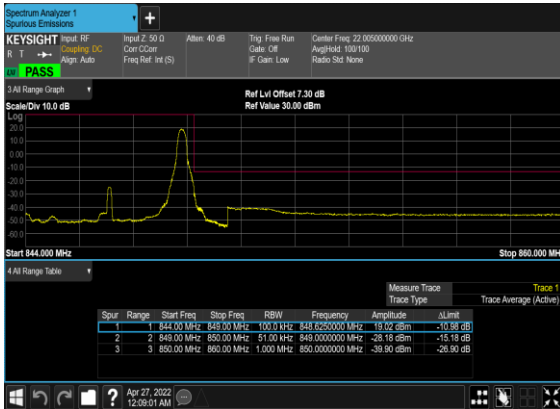 Spectrum Analyzer 1
Spurious Emissions
+
KEYSIGHT Input: RF Input Z: 50 Ω Atten: 40 dB Trig: Free Run Center Freq: 22.005000000 GHz
R T Coupling: DC Corr CCorr Gate: Off Avg|Hold: 100/100
Align: Auto Freq Ref: Int (S) IF Gain: Low Radio Std: None
LNI PASS
3 All Range Graph
Ref Lvl Offset 7.30 dB
Scale/Div 10.0 dB Ref Value 30.00 dBm
Log
20.0
10.0
0.00
-10.0
-20.0
-30.0
-40.0
-50.0
-60.0
Start 844.000 MHz Stop 860.000 MH
4 All Range Table
Measure Trace Trace 1
Trace Type Trace Average (Active)
Spur Range Start Freq Stop Freq RBW Frequency Amplitude ΔLimit
1 1 844.00 MHz 849.00 MHz 100.0 kHz 848.6250000 MHz 19.02 dBm -10.98 dB
2 2 849.00 MHz 850.00 MHz 51.00 kHz 849.0000000 MHz -28.18 dBm -15.18 dB
3 3 850.00 MHz 860.00 MHz 1.000 MHz 850.0000000 MHz -39.90 dBm -26.90 dB
? Apr 27, 2022
12:09:01 AM